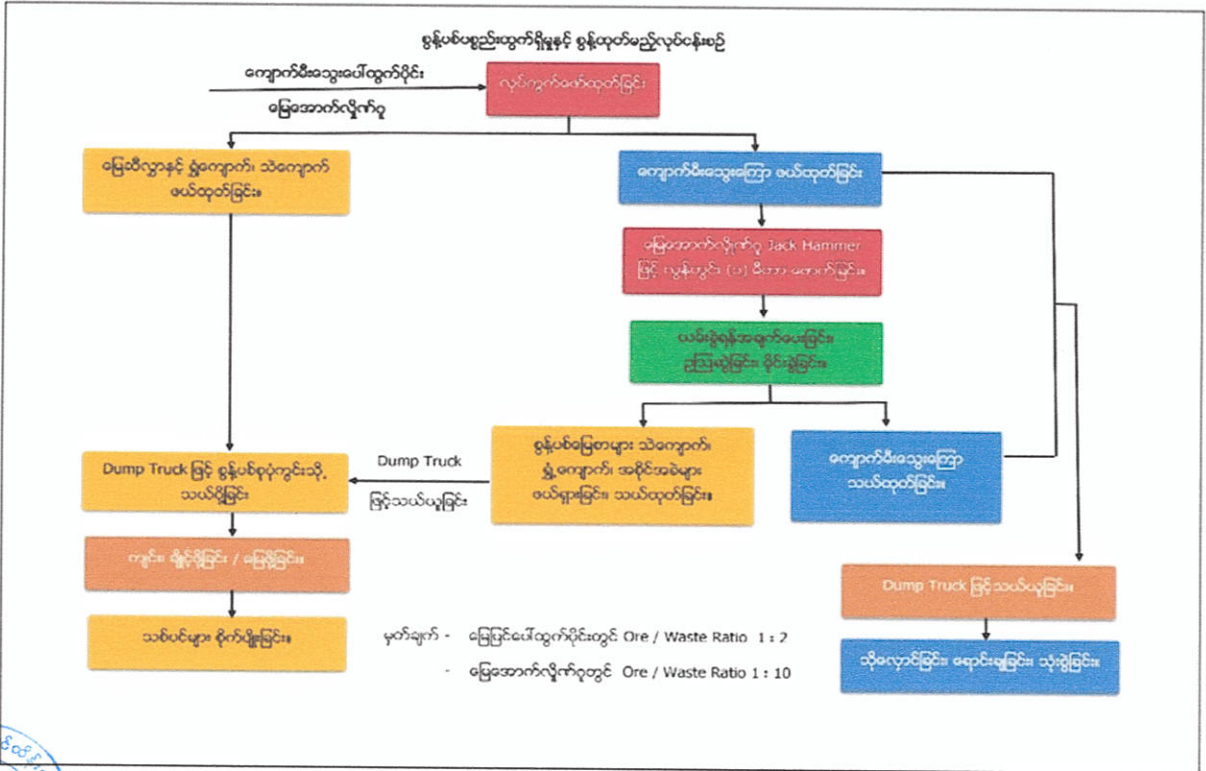 စွန့်ပစ်ပစ္စည်းထွက်ရှိမှုနှင့် စွန့်ထုတ်မည့်လုပ်ငန်းစဉ်
ကျောက်မီးသွေးပေါ်ထွက်ပိုင်း
မြေအောက်လှိုဏ်ဂူ
လုပ်ကွက်ဖော်ထုတ်ခြင်း
မြေဆီလွှာနှင့် ရွှံ့ကျောက်၊ သဲကျောက်
ဖယ်ထုတ်ခြင်း။
ကျောက်မီးသွေးကြော ဖယ်ထုတ်ခြင်း
မြေအောက်လှိုဏ်ဂူ Jack Hammer
ဖြင့် လွန်တွင်း (၁) မီတာ ဖောက်ခြင်း။
ယမ်းခွဲရန်အချက်ပေးခြင်း၊
ဥဩဆွဲခြင်း၊ မိုင်းခွဲခြင်း။
စွန့်ပစ်မြေစာများ သဲကျောက်၊
ရွှံ့ကျောက်၊ အစိုင်အခဲများ
ဖယ်ရှားခြင်း၊ သယ်ထုတ်ခြင်း။
ကျောက်မီးသွေးကြော
သယ်ထုတ်ခြင်း။
Dump Truck
ဖြင့်သယ်ယူခြင်း
Dump Truck ဖြင့် စွန့်ပစ်စုပုံကွင်းသို့
သယ်ပို့ခြင်း
ကျင်း၊ ချိုင့်ဖို့ခြင်း / မြေဖို့ခြင်း။
သစ်ပင်များ စိုက်ပျိုးခြင်း။
Dump Truck ဖြင့်သယ်ယူခြင်း။
သိုလှောင်ခြင်း၊ ရောင်းချခြင်း၊ သုံးစွဲခြင်း။
မှတ်ချက် - မြေပြင်ပေါ်ထွက်ပိုင်းတွင် Ore / Waste Ratio 1 : 2
- မြေအောက်လှိုဏ်ဂူတွင် Ore / Waste Ratio 1 : 10